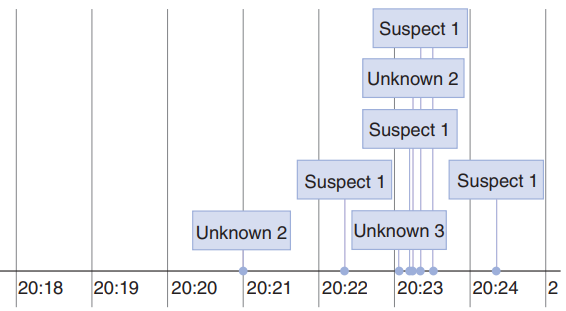 Suspect 1
Unknown 2
Suspect 1
Suspect 1
Suspect 1
Unknown 2
Unknown 3
20:18
20:19
20:20
20:21
20:22
20:23
20:24
2